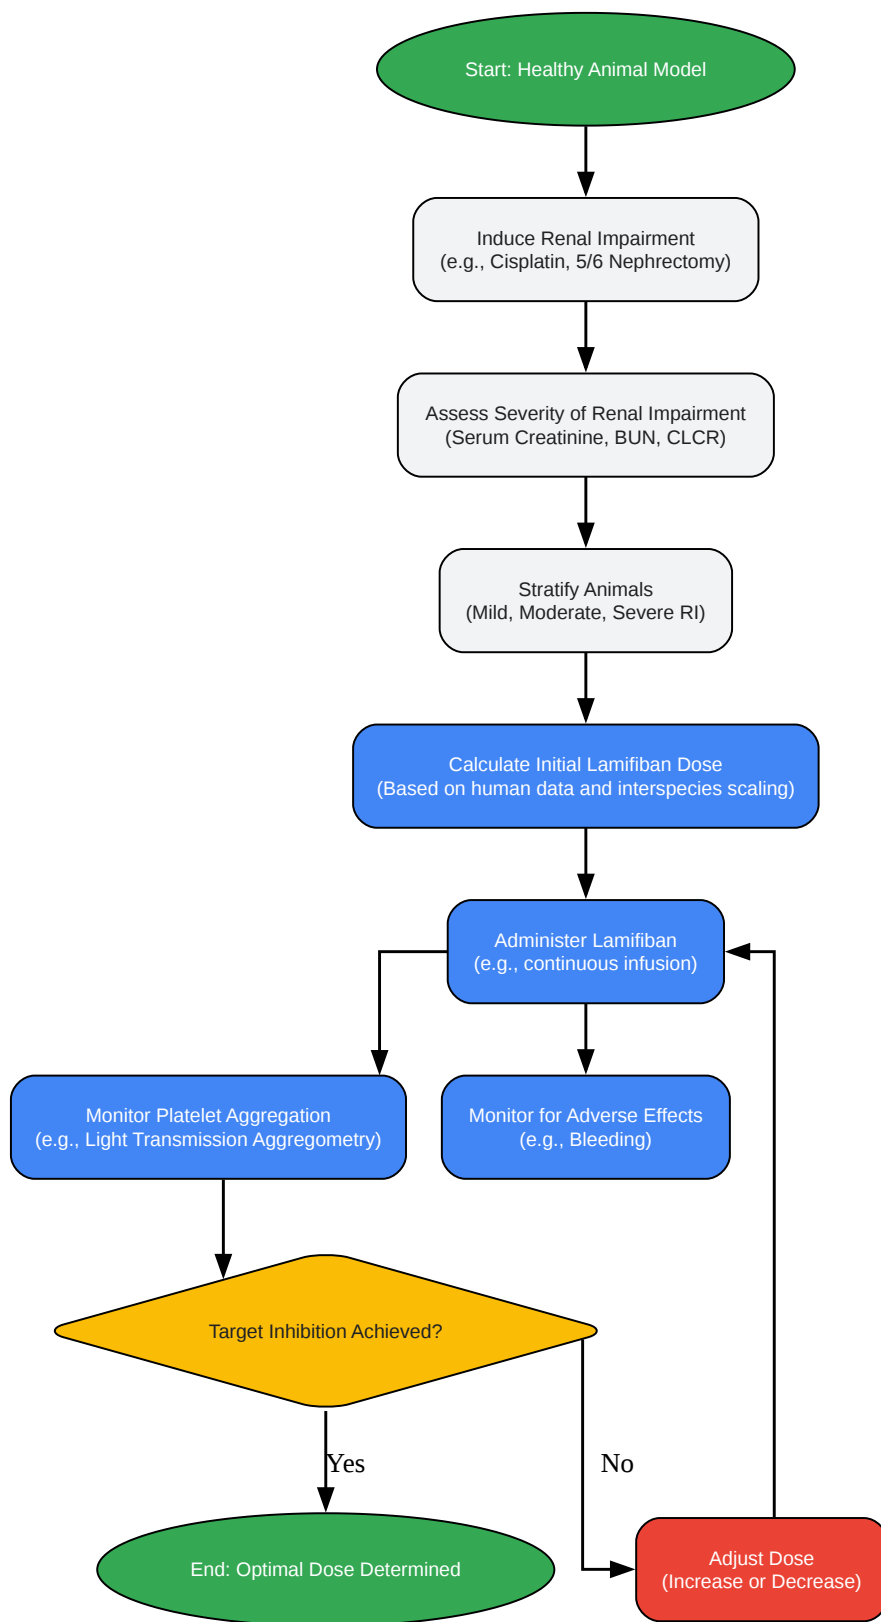 Start: Healthy Animal Model
Induce Renal Impairment
(e.g., Cisplatin, 5/6 Nephrectomy)
Assess Severity of Renal Impairment
(Serum Creatinine, BUN, CLCR)
Stratify Animals
(Mild, Moderate, Severe RI)
Calculate Initial Lamifiban Dose
(Based on human data and interspecies scaling)
Administer Lamifiban
(e.g., continuous infusion)
Monitor Platelet Aggregation
(e.g., Light Transmission Aggregometry)
Monitor for Adverse Effects
(e.g., Bleeding)
Target Inhibition Achieved?
Yes
No
End: Optimal Dose Determined
Adjust Dose
(Increase or Decrease)